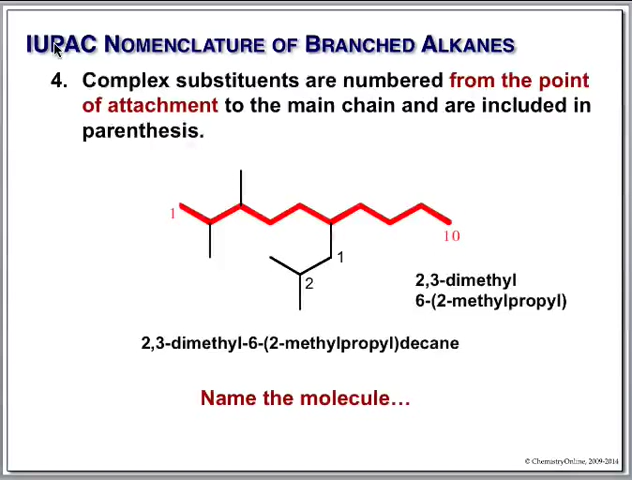 IUPAC NOMENCLATURE OF BRANCHED ALKANES
4. Complex substituents are numbered from the point
of attachment to the main chain and are included in
parenthesis.
1
10
1
2
2,3-dimethyl
6-(2-methylpropyl)
2,3-dimethyl-6-(2-methylpropyl)decane
Name the molecule...
© ChemistryOnline, 2009-2014